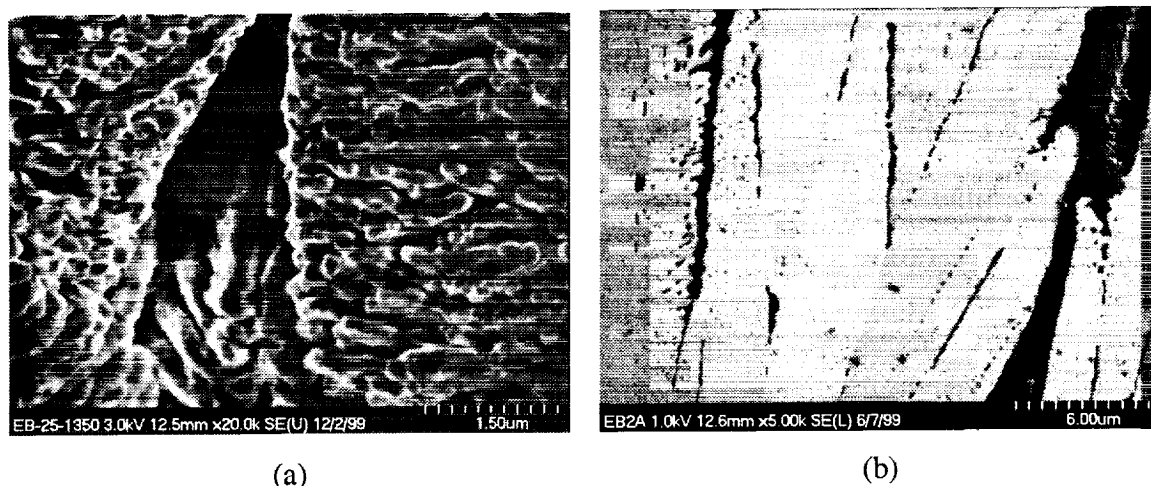 EB-25-1350 3.0kV 12.5mm x20.0k SE(U) 12/2/99 1.50um
EB2A 1.0kV 12.6mm x5.00k SE(L) 6/7/99 6.00um
(a)
(b)